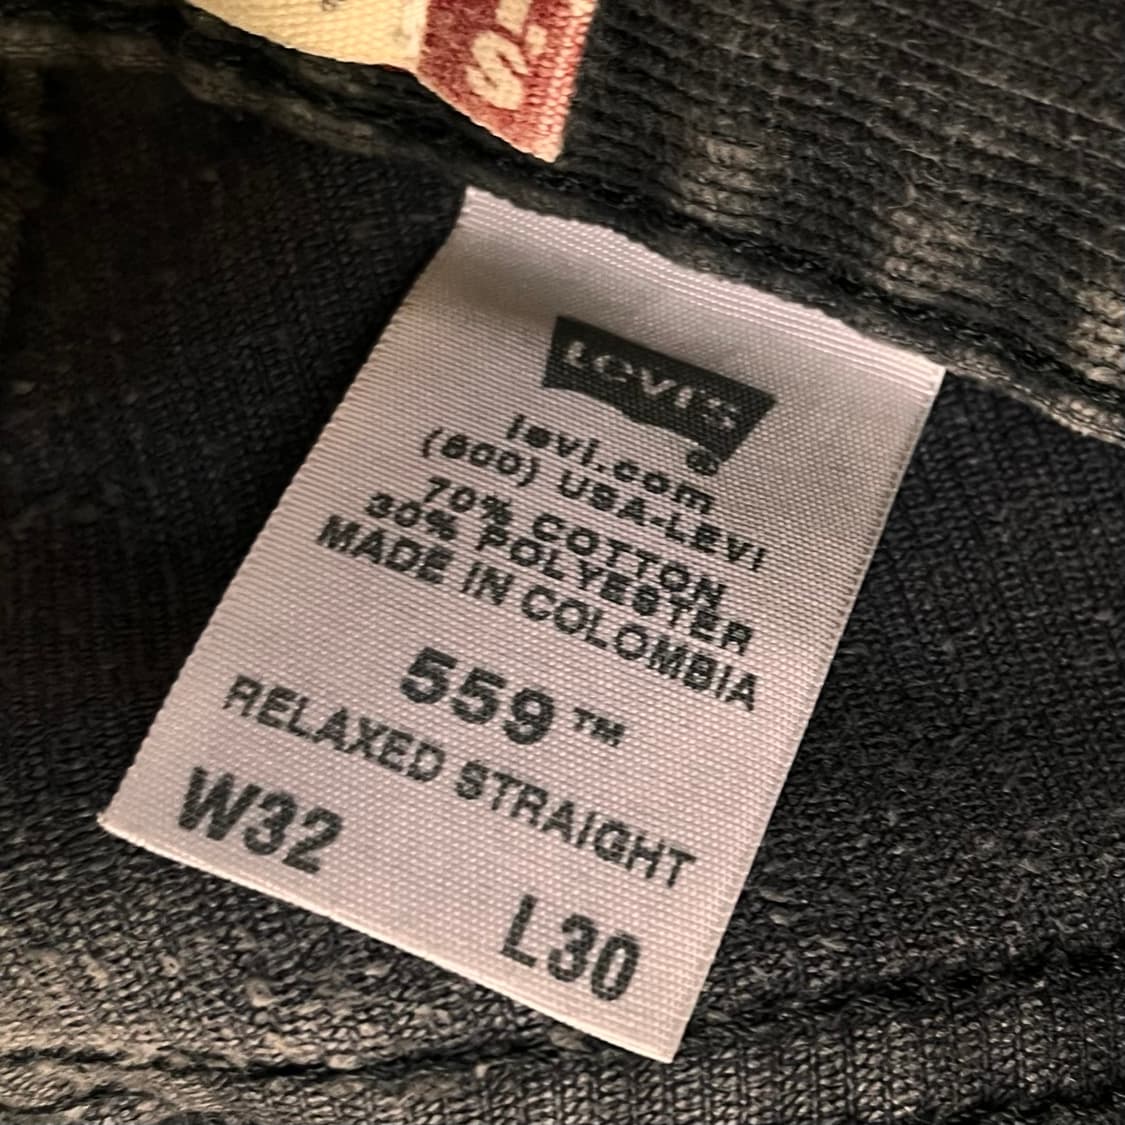 LEVI'S
®
levi.com
(800) USA-LEVI
70% COTTON
30% POLYESTER
MADE IN COLOMBIA
559™
RELAXED STRAIGHT
W32
L30